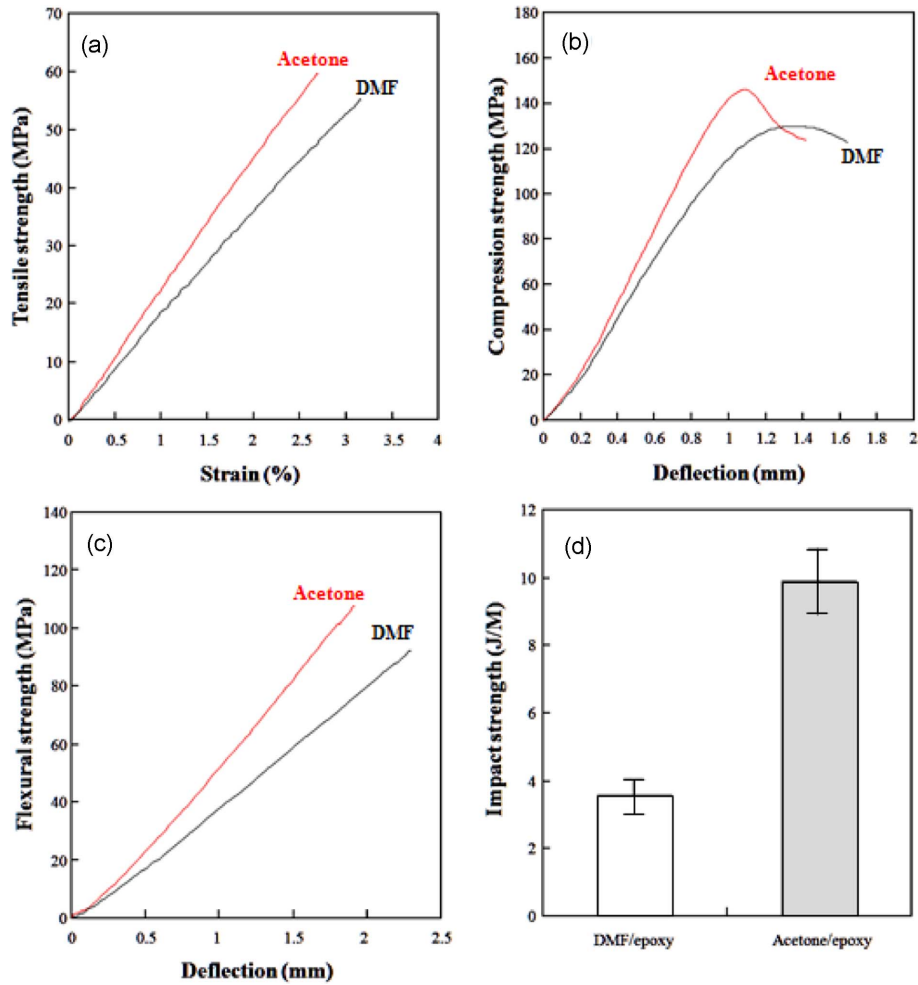 (a)
Tensile strength (MPa)
70
60
50
40
30
20
10
0
Acetone
DMF
0 0.5 1 1.5 2 2.5 3 3.5 4
Strain (%)
(b)
Compression strength (MPa)
180
160
140
120
100
80
60
40
20
0
Acetone
DMF
0 0.2 0.4 0.6 0.8 1 1.2 1.4 1.6 1.8 2
Deflection (mm)
(c)
Flexural strength (MPa)
140
120
100
80
60
40
20
0
Acetone
DMF
0 0.5 1 1.5 2 2.5
Deflection (mm)
(d)
Impact strength (J/M)
12
10
8
6
4
2
0
DMF/epoxy Acetone/epoxy